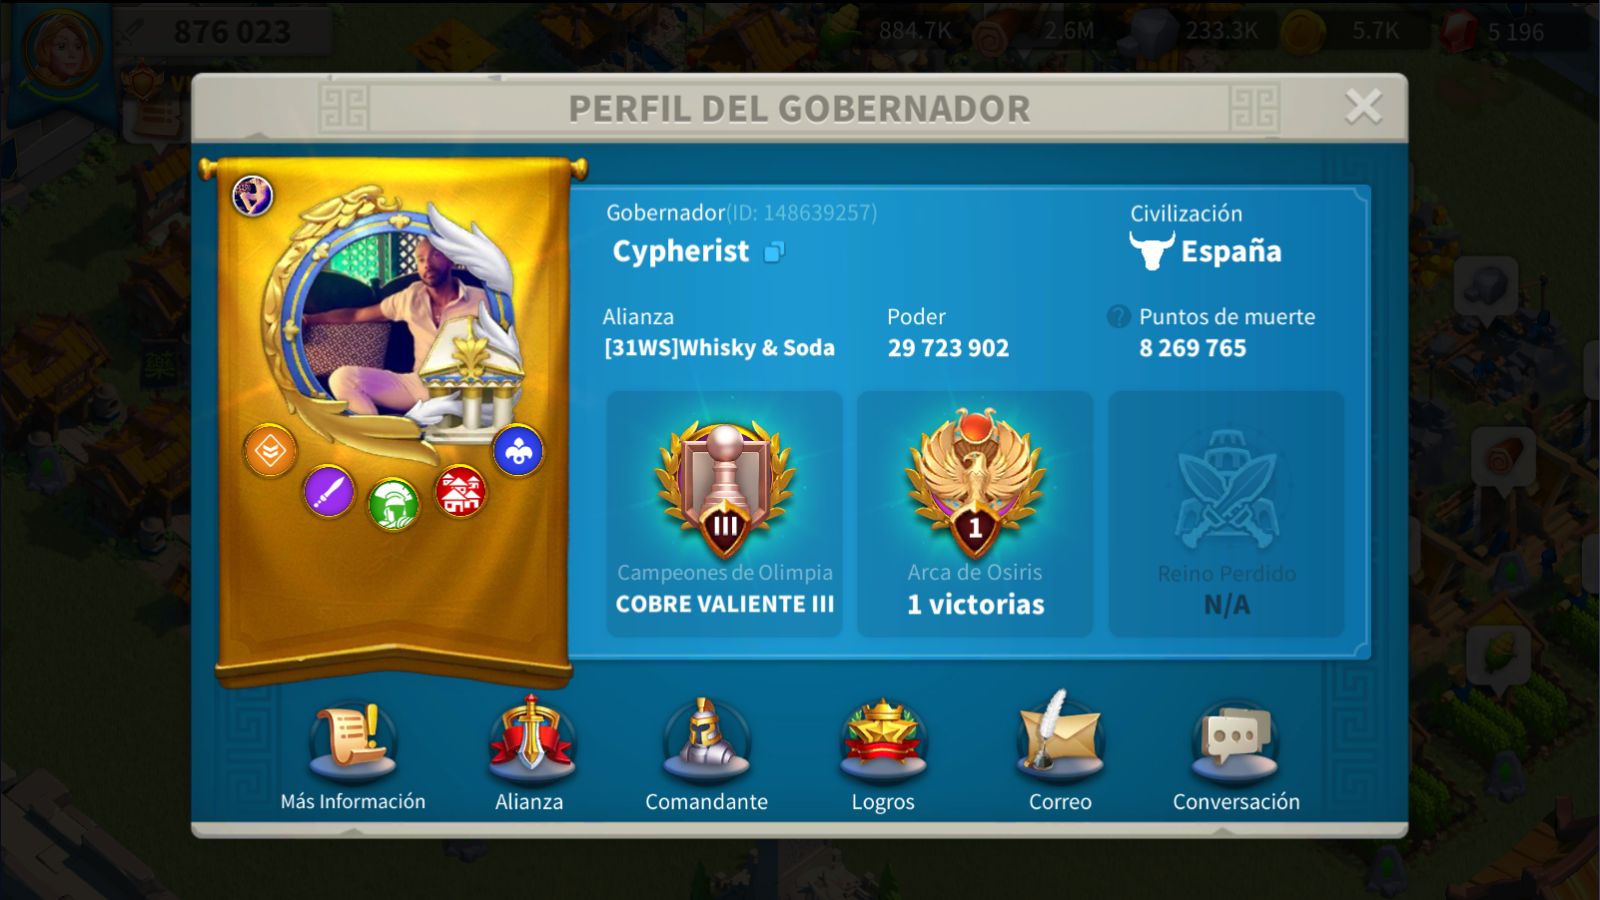 876 023
884.7K
2.6M
233.3K
5.7K
5 196
PERFIL DEL GOBERNADOR
Gobernador(ID: 148639257)
Cypherist
Civilización
España
Alianza
[31WS]Whisky & Soda
Poder
29 723 902
? Puntos de muerte
8 269 765
III
Campeones de Olimpia
COBRE VALIENTE III
1
Arca de Osiris
1 victorias
Reino Perdido
N/A
Más Información
Alianza
Comandante
Logros
Correo
Conversación